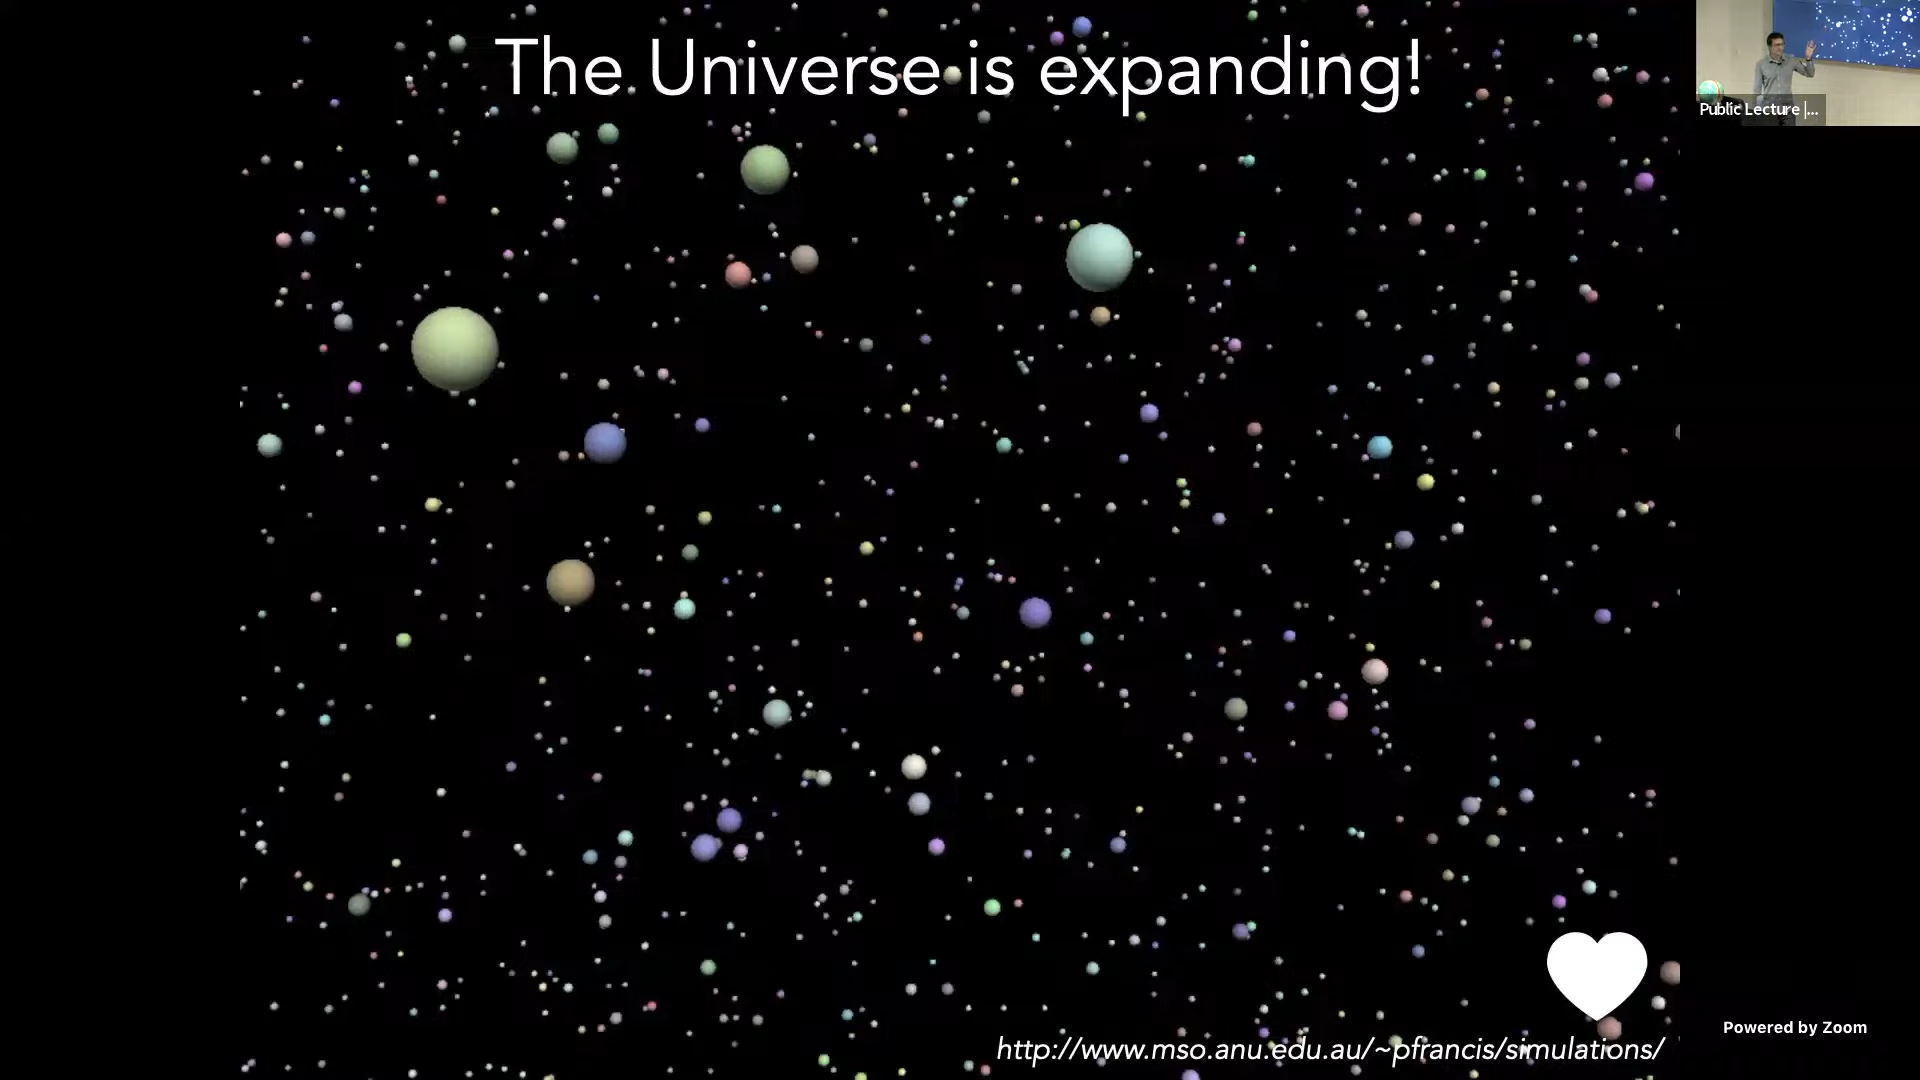 The Universe is expanding!
Public Lecture |...
http://www.mso.anu.edu.au/~pfrancis/simulations/
Powered by Zoom